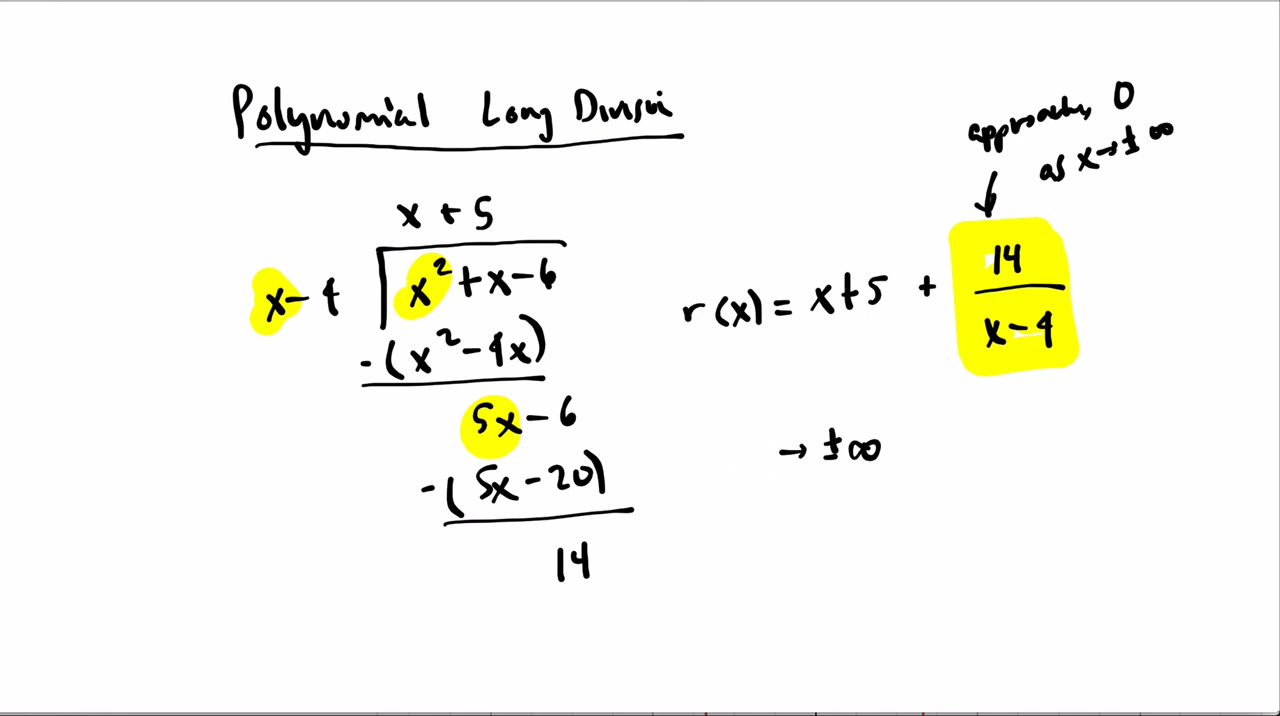 Polynomial Long Division
approaches 0
as x→±∞
x + 5
x - 4 x² + x - 6
-(x² - 4x)
5x - 6
-(5x - 20)
14
r(x) = x + 5 + 14/(x - 4)
→ ±∞